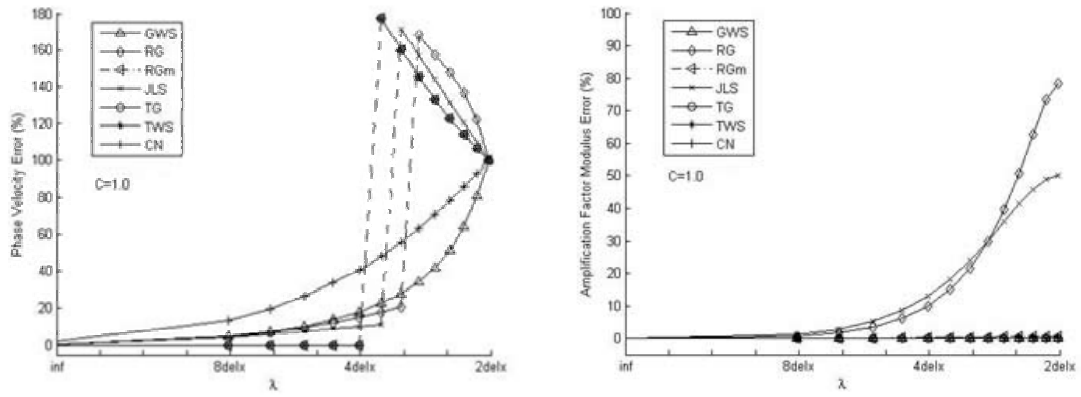 180
160
140
120
100
80
60
40
20
0
Phase Velocity Error (%)
GWS
RG
RGm
JLS
TG
TWS
CN
C=1.0
inf
8delx
4delx
2delx
λ
100
90
80
70
60
50
40
30
20
10
0
Amplification Factor Modulus Error (%)
GWS
RG
RGm
JLS
TG
TWS
CN
C=1.0
inf
8delx
4delx
2delx
λ